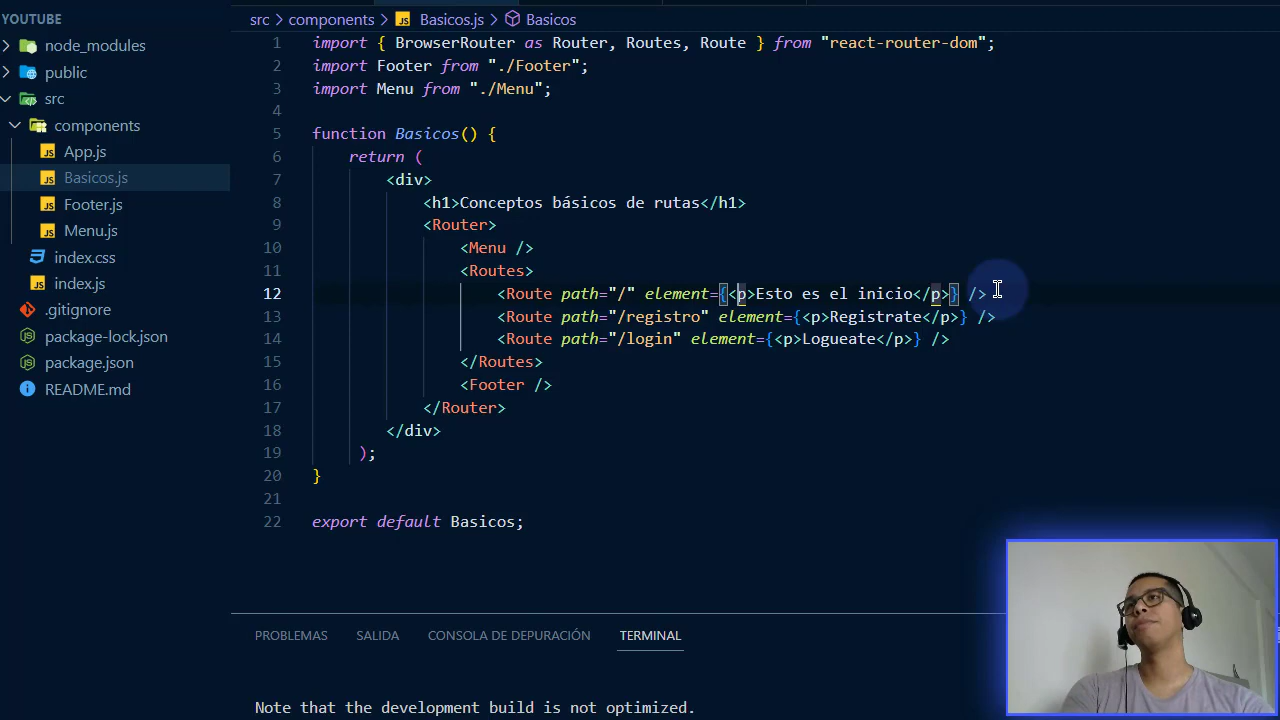 YOUTUBE
node_modules
public
src
components
App.js
Basicos.js
Footer.js
Menu.js
index.css
index.js
.gitignore
package-lock.json
package.json
README.md
src > components > JS Basicos.js > Basicos
1 import { BrowserRouter as Router, Routes, Route } from "react-router-dom";
2 import Footer from "./Footer";
3 import Menu from "./Menu";
4
5 function Basicos() {
6 return (
7 <div>
8 <h1>Conceptos básicos de rutas</h1>
9 <Router>
10 <Menu />
11 <Routes>
12 <Route path="/" element={<p>Esto es el inicio</p>} />
13 <Route path="/registro" element={<p>Registrate</p>} />
14 <Route path="/login" element={<p>Logueate</p>} />
15 </Routes>
16 <Footer />
17 </Router>
18 </div>
19 );
20 }
21
22 export default Basicos;
PROBLEMAS SALIDA CONSOLA DE DEPURACIÓN TERMINAL
Note that the development build is not optimized.